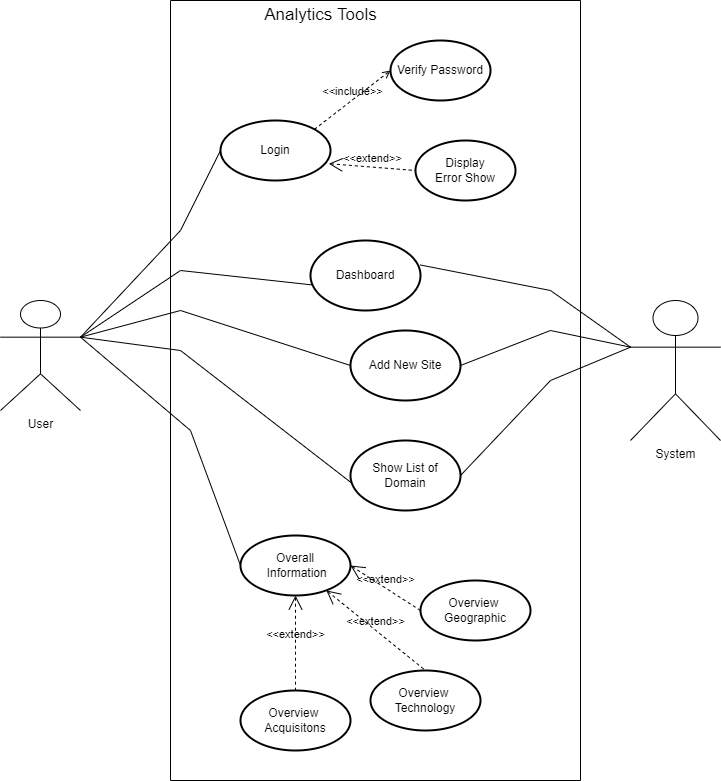 Analytics Tools
Verify Password
<<include>>
Login
<<extend>>
Display
Error Show
Dashboard
Add New Site
User
System
Show List of
Domain
Overall
Information
<<extend>>
Overview
Geographic
<<extend>>
<<extend>>
Overview
Technology
Overview
Acquisitons